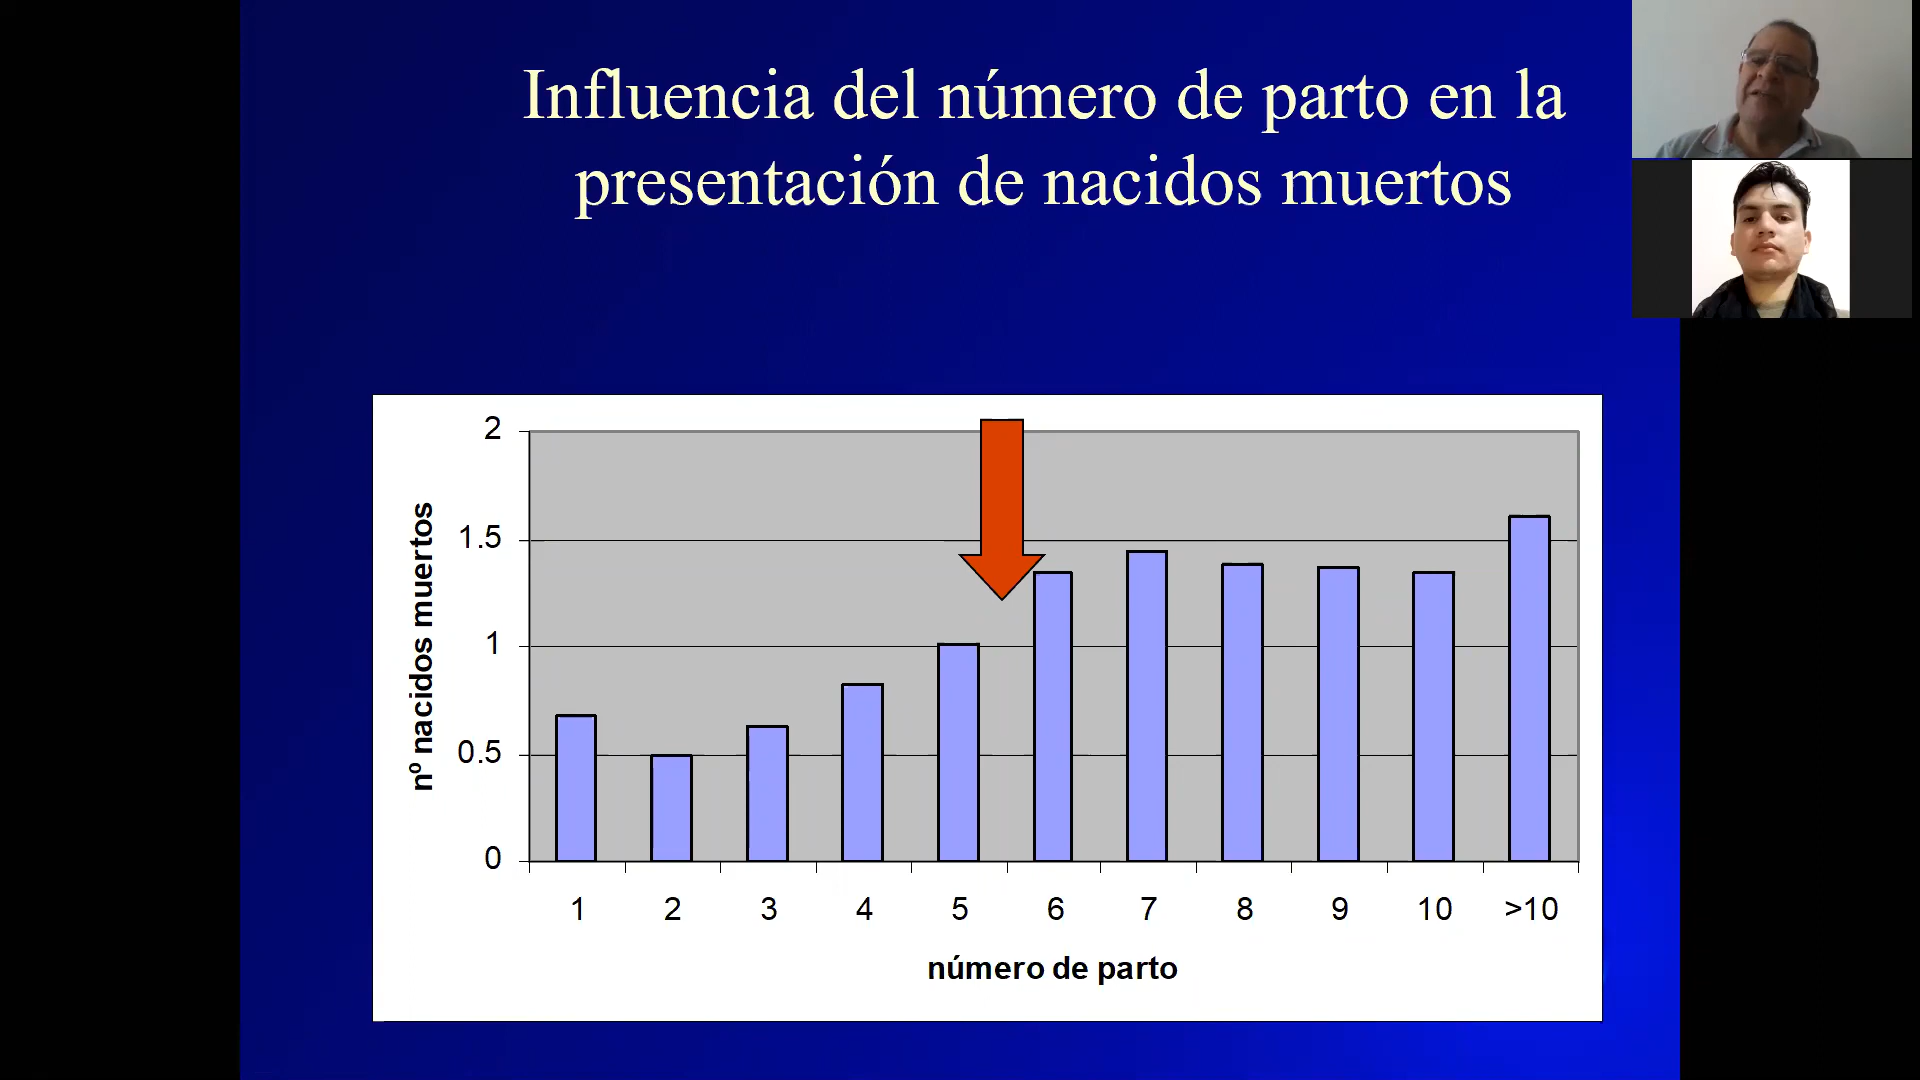 Influencia del número de parto en la
presentación de nacidos muertos
nº nacidos muertos
2
1.5
1
0.5
0
1 2 3 4 5 6 7 8 9 10 >10
número de parto